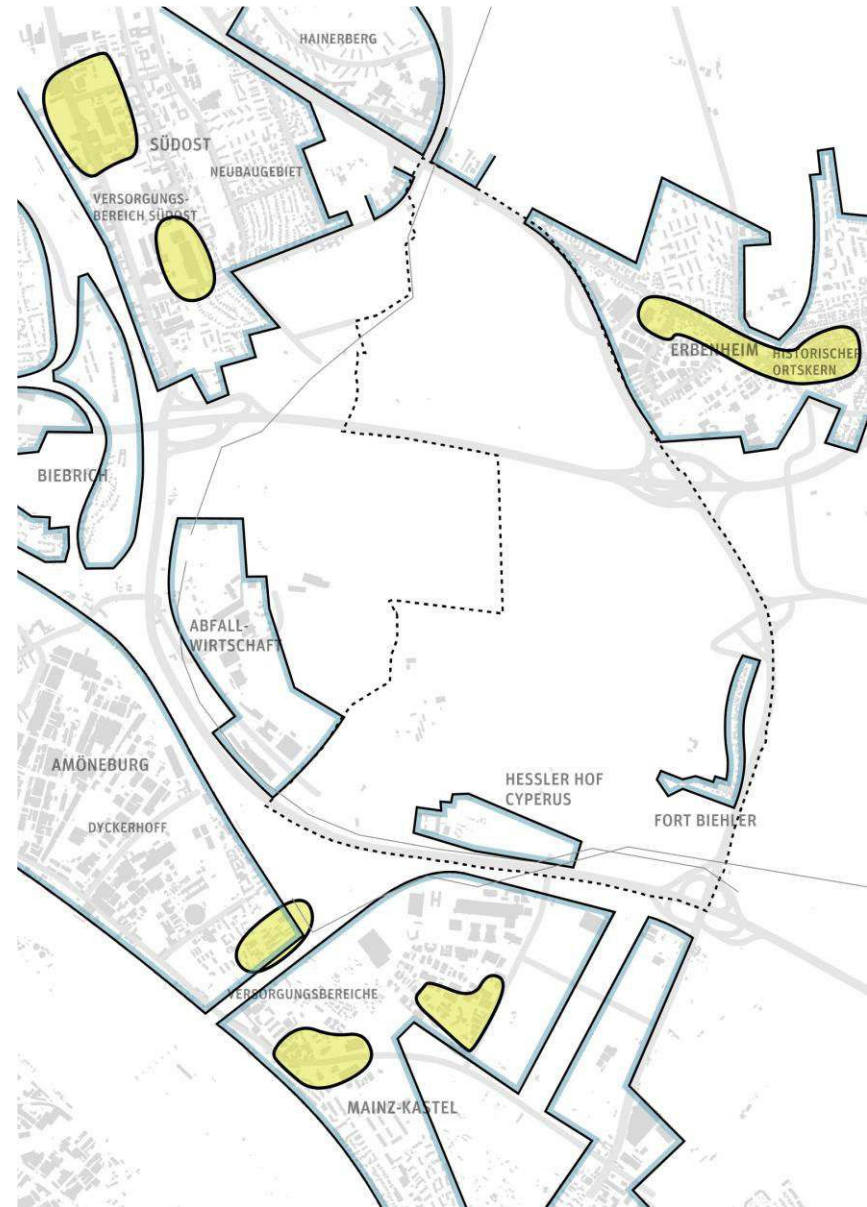 HAINERBERG
SÜDOST
NEUBAUGEBIET
VERSORGUNGS-
BEREICH SÜDOST
ERBENHEIM
HISTORISCHER
ORTSKERN
BIEBRICH
ABFALL-
WIRTSCHAFT
AMÖNEBURG
DYCKERHOFF
HESSLER HOF
CYPERUS
FORT BIEHLER
VERSORGUNGSBEREICHE
MAINZ-KASTEL